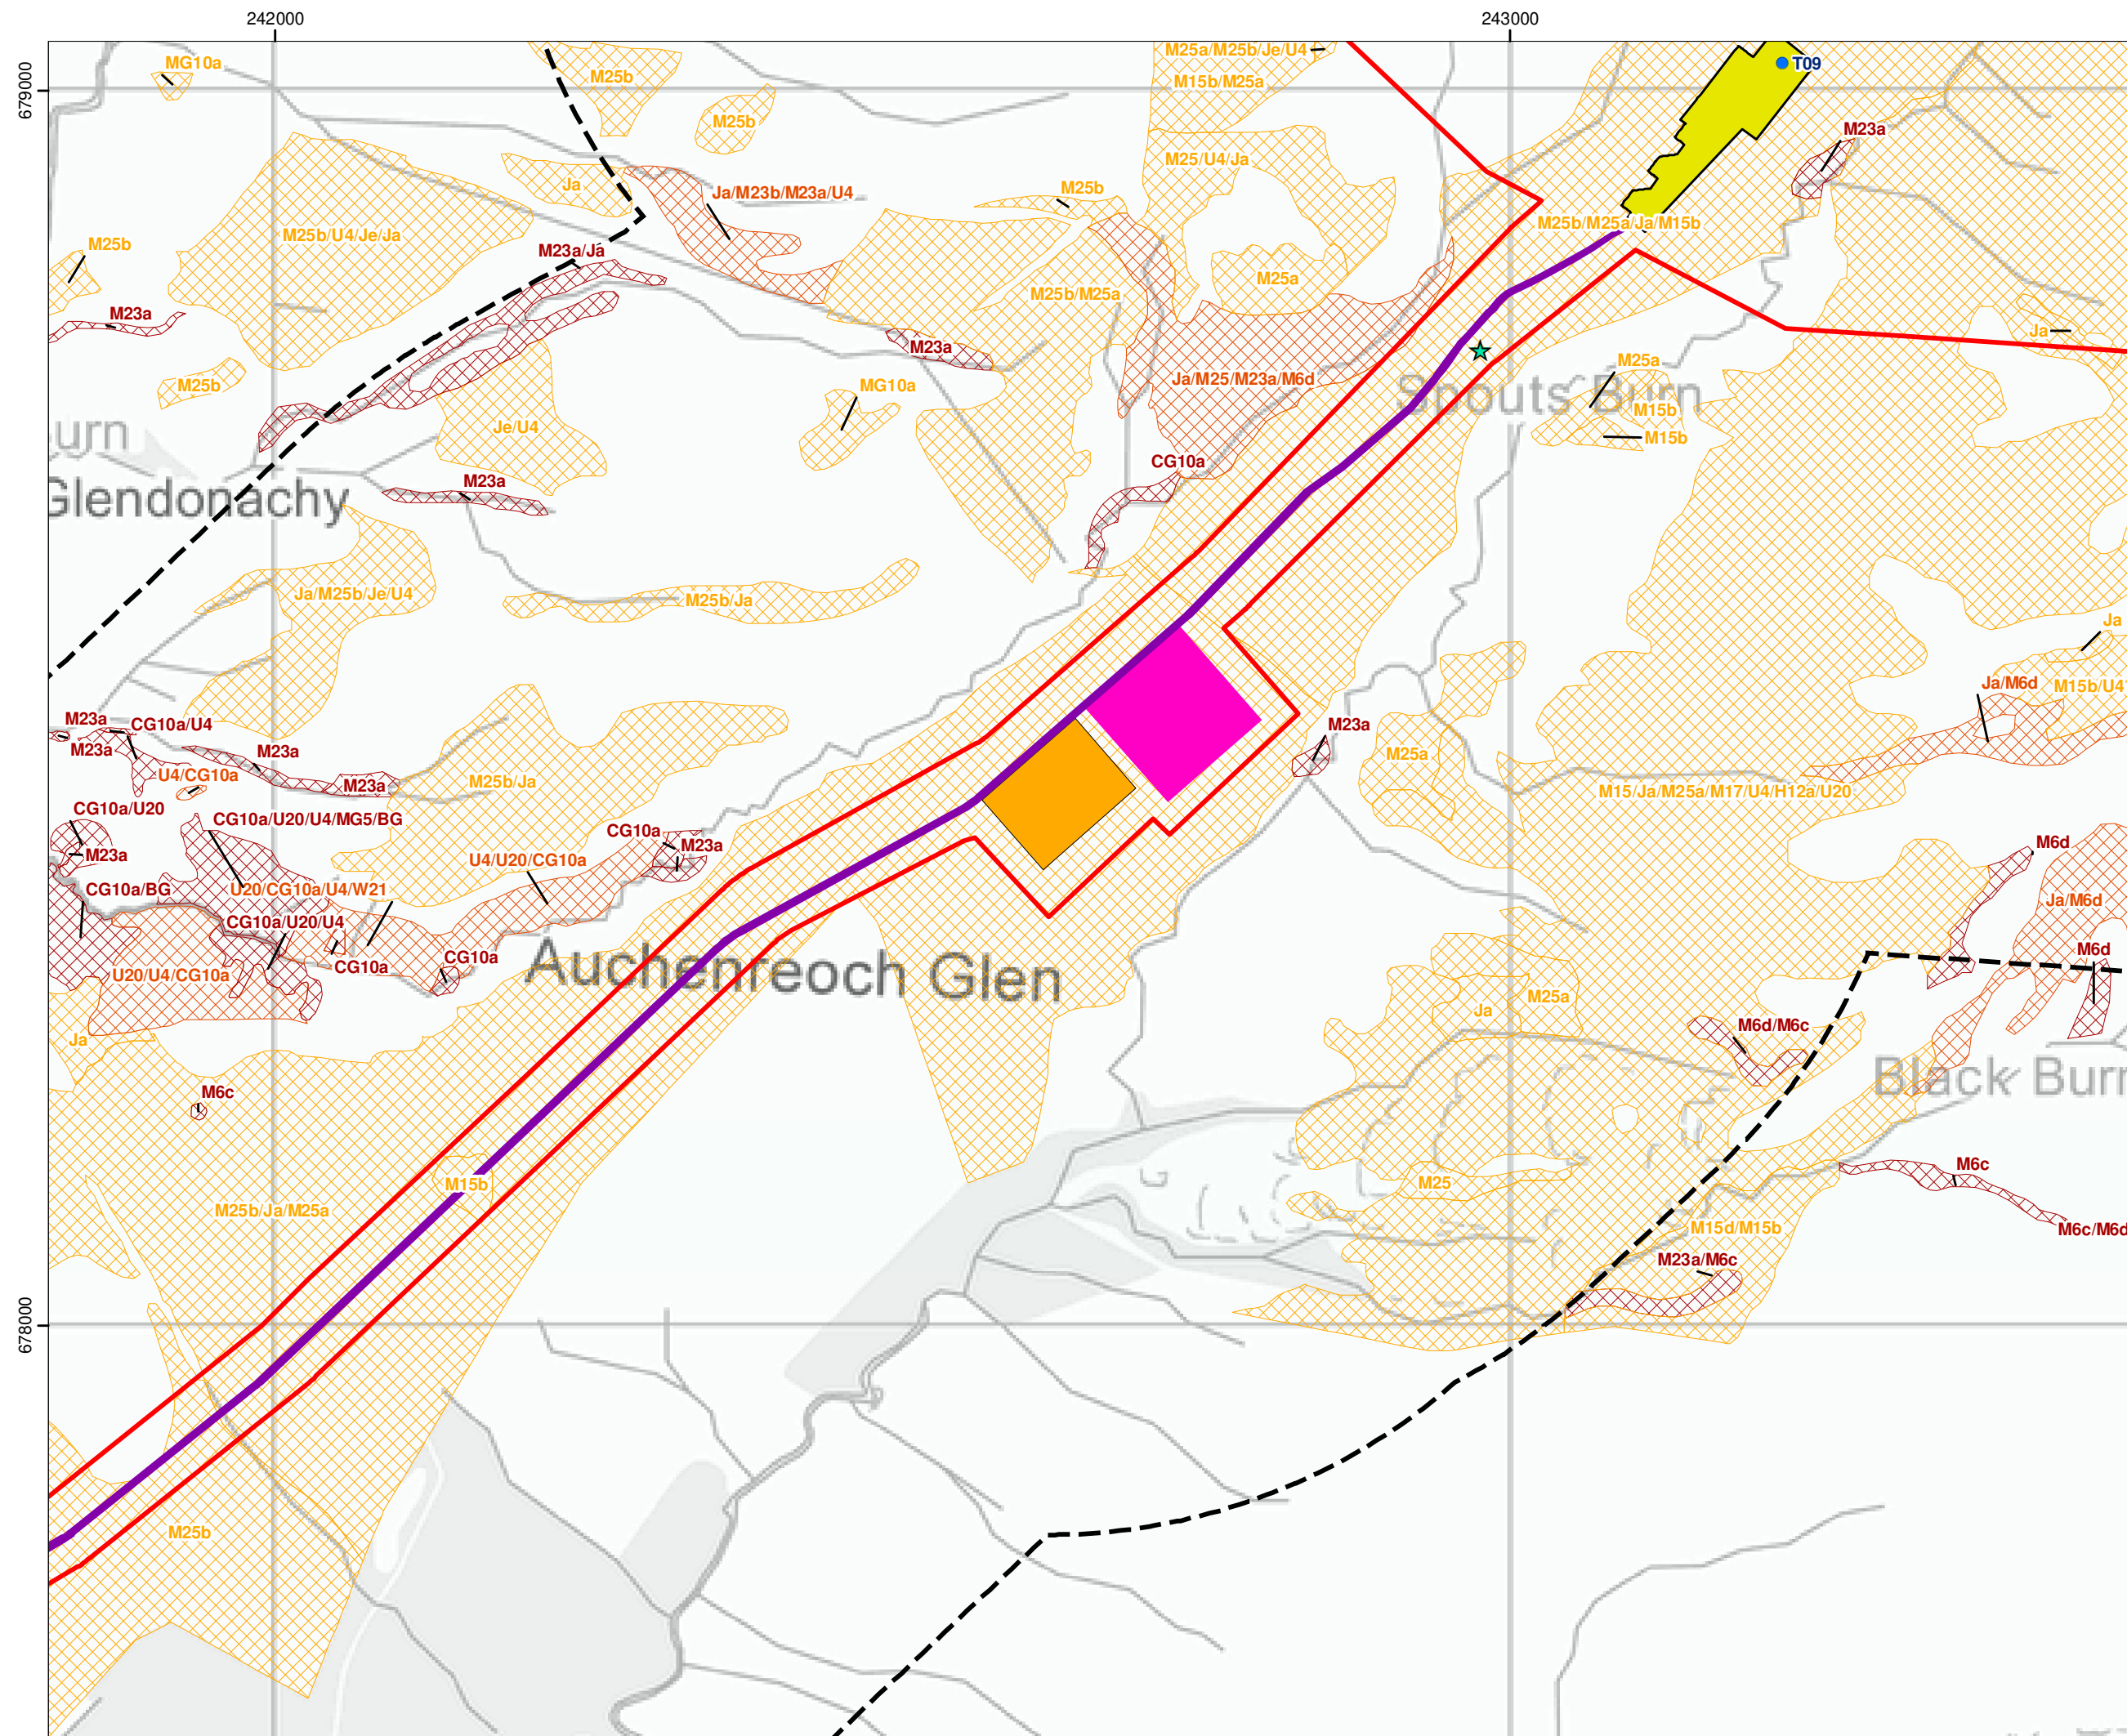 242000
243000
679000
678000
MG10a
M25b
M25a/M25b/Je/U4
M15b/M25a
T09
M25b
M23a
M25/U4/Ja
Ja
Ja/M23b/M23a/U4
M25b
M25b/U4/Je/Ja
M25b
M23a/Ja
M25b/M25a/Ja/M15b
M25a
M25b/M25a
M23a
Ja
M23a
M25b
MG10a
Ja/M25/M23a/M6d
M25a
Spouts Burn
M15b
M15b
urn
Je/U4
Glendonachy
M23a
CG10a
Ja/M25b/Je/U4
M25b/Ja
Ja
Ja/M6d
M15b/U4
M23a
CG10a/U4
M23a
M23a
M23a
M25a
U4/CG10a
M23a
M25b/Ja
M15/Ja/M25a/M17/U4/H12a/U20
CG10a/U20
CG10a/U20/U4/MG5/BG
CG10a
M23a
M23a
U4/U20/CG10a
M6d
CG10a/BG
U20/CG10a/U4/W21
Ja/M6d
CG10a/U20/U4
CG10a
CG10a
M6d
U20/U4/CG10a
Auchenreoch Glen
M25a
Ja
Ja
M6d/M6c
Black Burn
M6c
M25b/Ja/M25a
M15b
M25
M6c
M15d/M15b
M6c/M6d
M23a/M6c
M25b